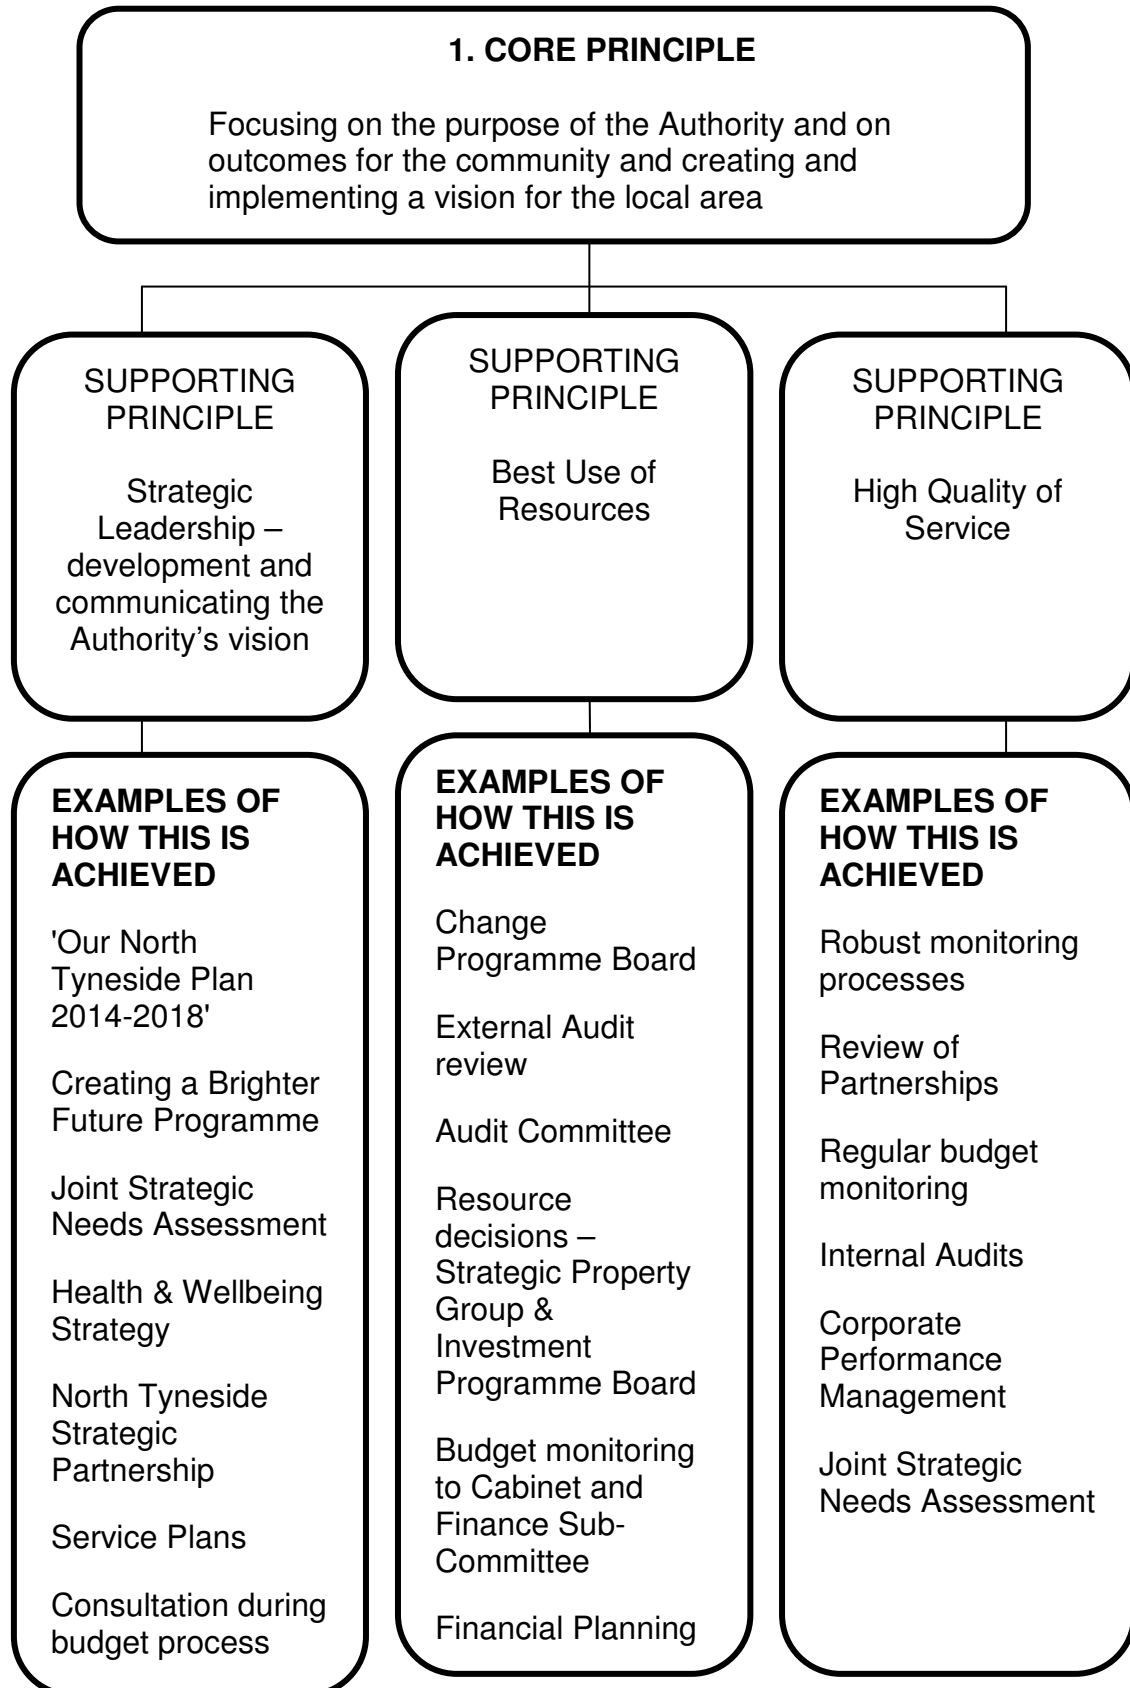 1. CORE PRINCIPLE
Focusing on the purpose of the Authority and on
outcomes for the community and creating and
implementing a vision for the local area
SUPPORTING
PRINCIPLE
Strategic
Leadership –
development and
communicating the
Authority’s vision
SUPPORTING
PRINCIPLE
Best Use of
Resources
SUPPORTING
PRINCIPLE
High Quality of
Service
EXAMPLES OF
HOW THIS IS
ACHIEVED
'Our North
Tyneside Plan
2014-2018'
Creating a Brighter
Future Programme
Joint Strategic
Needs Assessment
Health & Wellbeing
Strategy
North Tyneside
Strategic
Partnership
Service Plans
Consultation during
budget process
EXAMPLES OF
HOW THIS IS
ACHIEVED
Change
Programme Board
External Audit
review
Audit Committee
Resource
decisions –
Strategic Property
Group &
Investment
Programme Board
Budget monitoring
to Cabinet and
Finance Sub-
Committee
Financial Planning
EXAMPLES OF
HOW THIS IS
ACHIEVED
Robust monitoring
processes
Review of
Partnerships
Regular budget
monitoring
Internal Audits
Corporate
Performance
Management
Joint Strategic
Needs Assessment